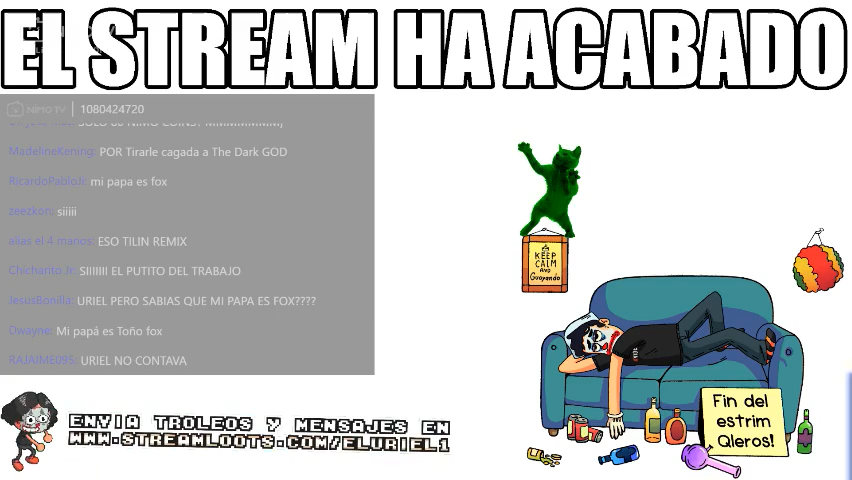 EL STREAM HA ACABADO
NIMO TV | 1080424720
MadelineKening: POR Tirarle cagada a The Dark GOD
RicardoPabloJr: mi papa es fox
zeezkon: siiiii
alias el 4 manos: ESO TILIN REMIX
Chicharito Jr: SIIIIIII EL PUTITO DEL TRABAJO
JesusBonilla: URIEL PERO SABIAS QUE MI PAPA ES FOX????
Dwayne: Mi papá es Toño fox
RAJAIME095: URIEL NO CONTAVA
KEEP
CALM
AND
Guayando
Fin del
estrim
Qleros!
ENVIA TROLEOS Y MENSAJES EN
WWW.STREAMLOOTS.COM/ELURIEL1